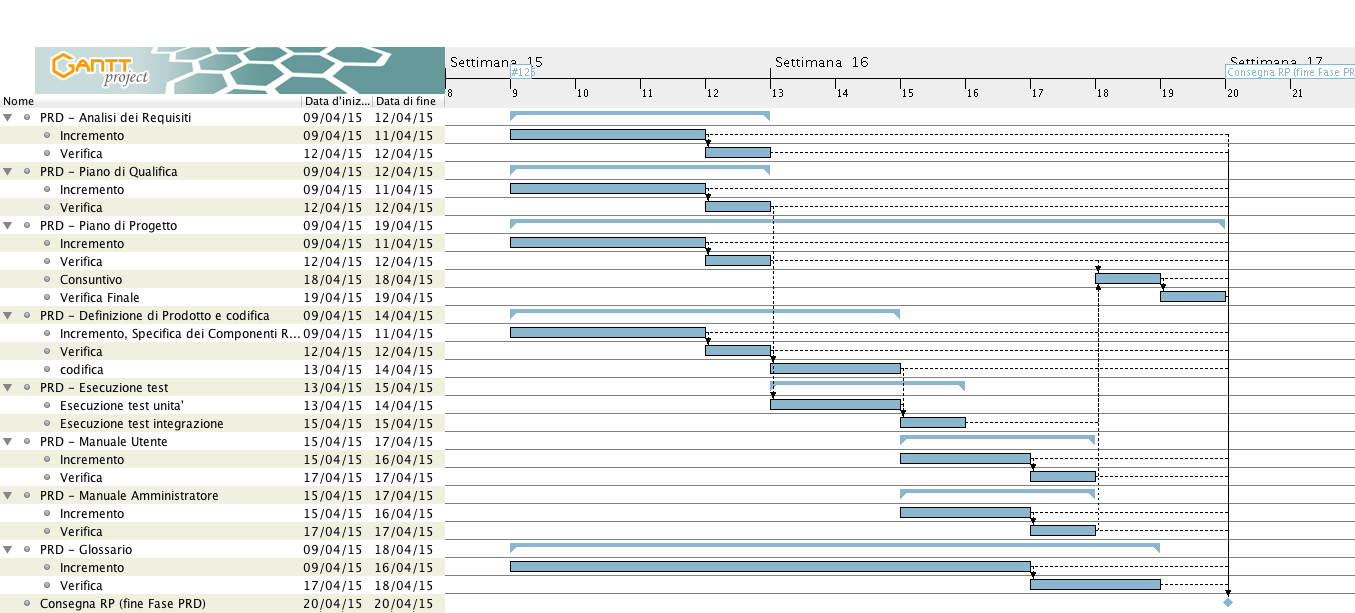 GANTT
project
Settimana 15
Settimana 16
Settimana 17
#125
Consegna RP (fine Fase PR
8 9 10 11 12 13 14 15 16 17 18 19 20 21
Nome Data d'iniz... Data di fine
PRD – Analisi dei Requisiti 09/04/15 12/04/15
Incremento 09/04/15 11/04/15
Verifica 12/04/15 12/04/15
PRD – Piano di Qualifica 09/04/15 12/04/15
Incremento 09/04/15 11/04/15
Verifica 12/04/15 12/04/15
PRD – Piano di Progetto 09/04/15 19/04/15
Incremento 09/04/15 11/04/15
Verifica 12/04/15 12/04/15
Consuntivo 18/04/15 18/04/15
Verifica Finale 19/04/15 19/04/15
PRD – Definizione di Prodotto e codifica 09/04/15 14/04/15
Incremento, Specifica dei Componenti R... 09/04/15 11/04/15
Verifica 12/04/15 12/04/15
codifica 13/04/15 14/04/15
PRD – Esecuzione test 13/04/15 15/04/15
Esecuzione test unita' 13/04/15 14/04/15
Esecuzione test integrazione 15/04/15 15/04/15
PRD – Manuale Utente 15/04/15 17/04/15
Incremento 15/04/15 16/04/15
Verifica 17/04/15 17/04/15
PRD – Manuale Amministratore 15/04/15 17/04/15
Incremento 15/04/15 16/04/15
Verifica 17/04/15 17/04/15
PRD – Glossario 09/04/15 18/04/15
Incremento 09/04/15 16/04/15
Verifica 17/04/15 18/04/15
Consegna RP (fine Fase PRD) 20/04/15 20/04/15